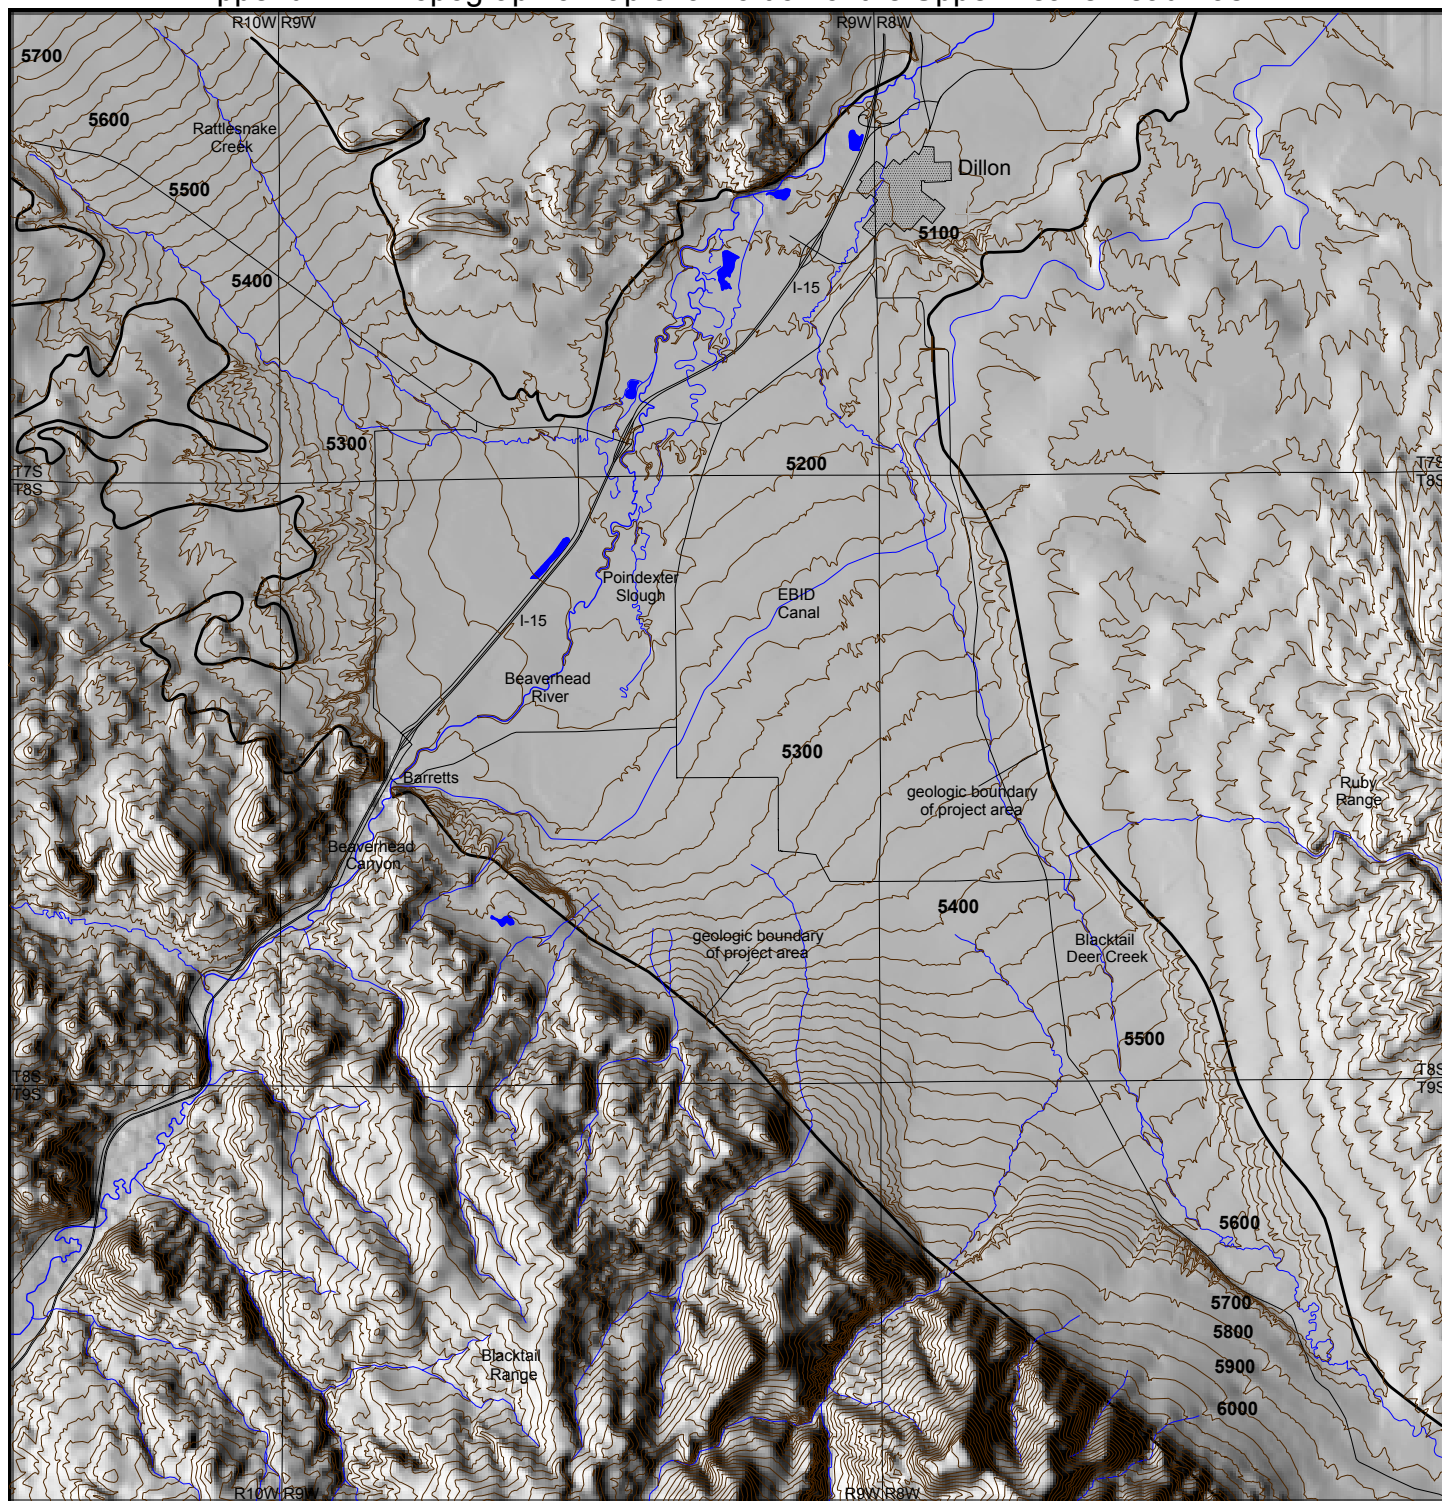 R10W R9W
R9W R8W
5700
5600
Rattlesnake
Creek
5500
Dillon
5100
5400
I-15
5300
5200
T7S
T8S
T7S
T8S
Poindexter
Slough
EBID
Canal
I-15
Beaverhead
River
5300
Barretts
geologic boundary
of project area
Ruby
Range
Beaverhead
Canyon
5400
geologic boundary
of project area
Blacktail
Deer Creek
5500
T8S
T9S
T8S
T9S
5600
5700
5800
Blacktail
Range
5900
6000
R10W R9W
R9W R8W